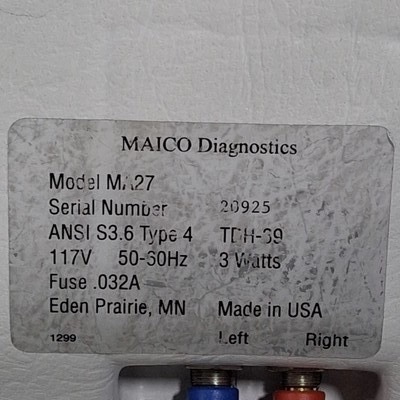 MAICO Diagnostics
Model MA27
Serial Number 20925
ANSI S3.6 Type 4 TDH-39
117V 50-60Hz 3 Watts
Fuse .032A
Eden Prairie, MN Made in USA
1299 Left Right